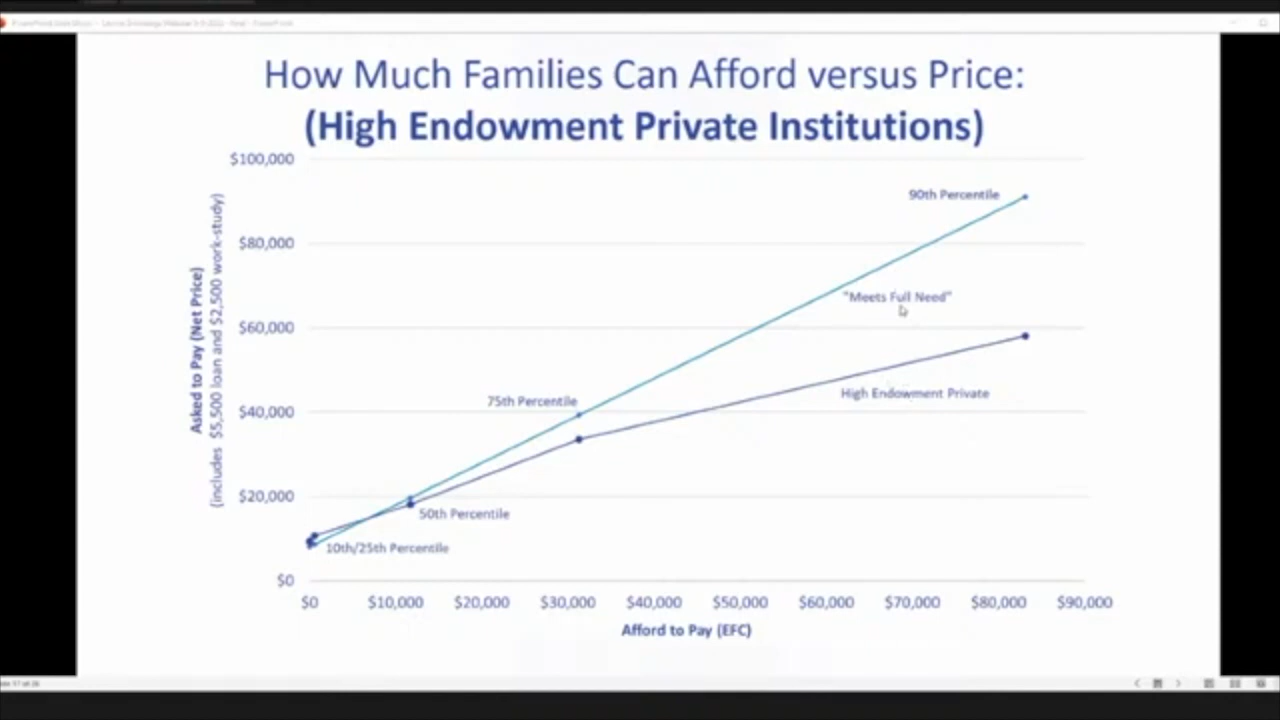 How Much Families Can Afford versus Price:
(High Endowment Private Institutions)
$100,000
$80,000
$60,000
$40,000
$20,000
$0
Asked to Pay (Net Price)
(includes $5,500 loan and $2,500 work-study)
90th Percentile
"Meets Full Need"
75th Percentile
High Endowment Private
50th Percentile
10th/25th Percentile
$0 $10,000 $20,000 $30,000 $40,000 $50,000 $60,000 $70,000 $80,000 $90,000
Afford to Pay (EFC)